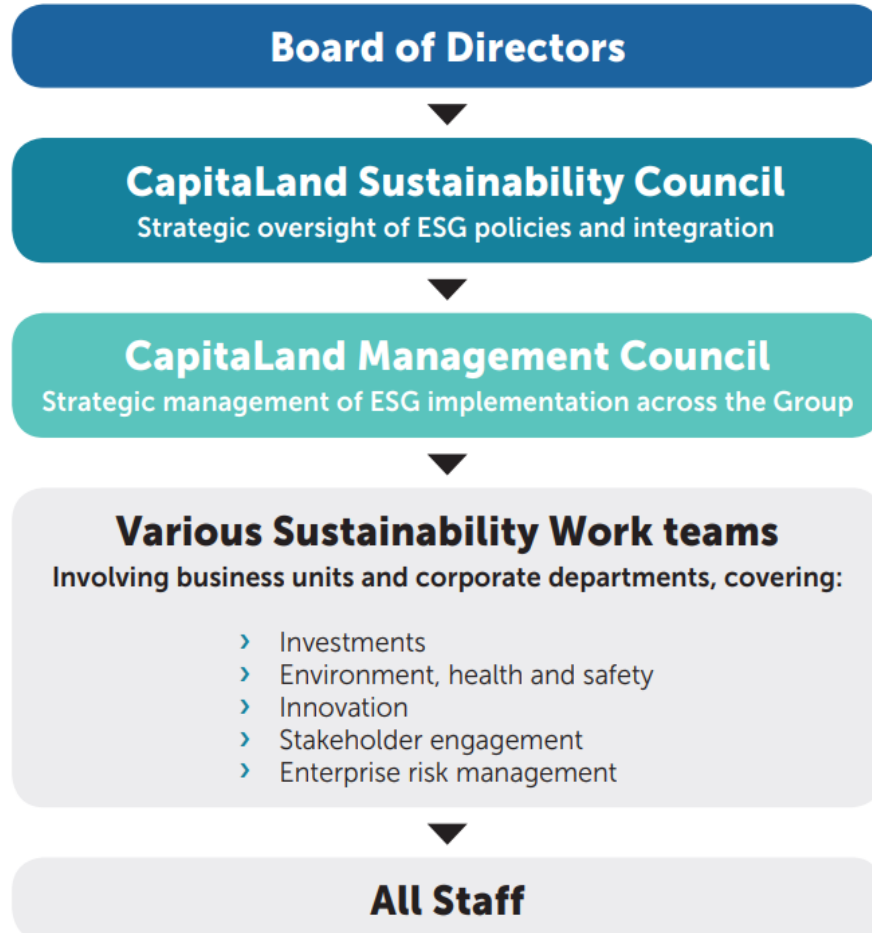 Board of Directors
CapitaLand Sustainability Council
Strategic oversight of ESG policies and integration
CapitaLand Management Council
Strategic management of ESG implementation across the Group
Various Sustainability Work teams
Involving business units and corporate departments, covering:
› Investments
› Environment, health and safety
› Innovation
› Stakeholder engagement
› Enterprise risk management
All Staff